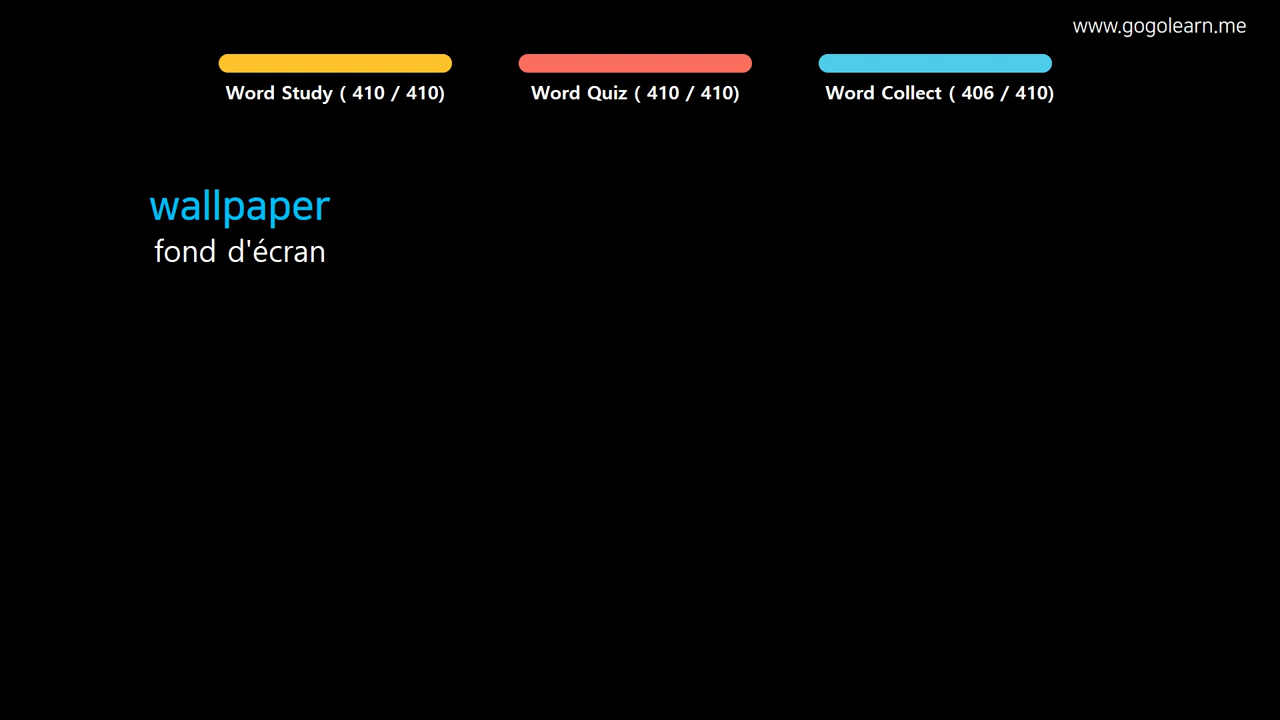 www.gogolearn.me
Word Study ( 410 / 410)
Word Quiz ( 410 / 410)
Word Collect ( 406 / 410)
wallpaper
fond d'écran